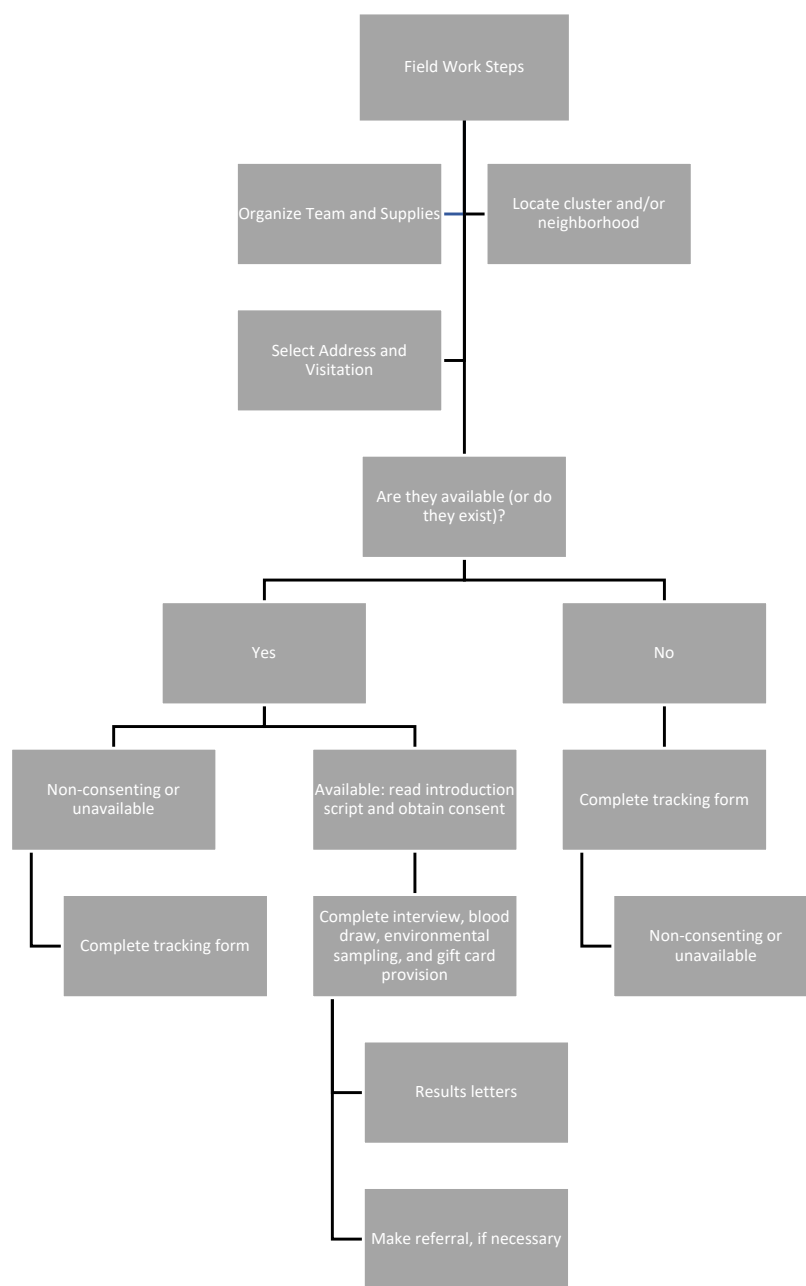 Field Work Steps
Organize Team and Supplies
Locate cluster and/or
neighborhood
Select Address and
Visitation
Are they available (or do
they exist)?
Yes
No
Non-consenting or
unavailable
Available: read introduction
script and obtain consent
Complete tracking form
Complete tracking form
Complete interview, blood
draw, environmental
sampling, and gift card
provision
Non-consenting or
unavailable
Results letters
Make referral, if necessary